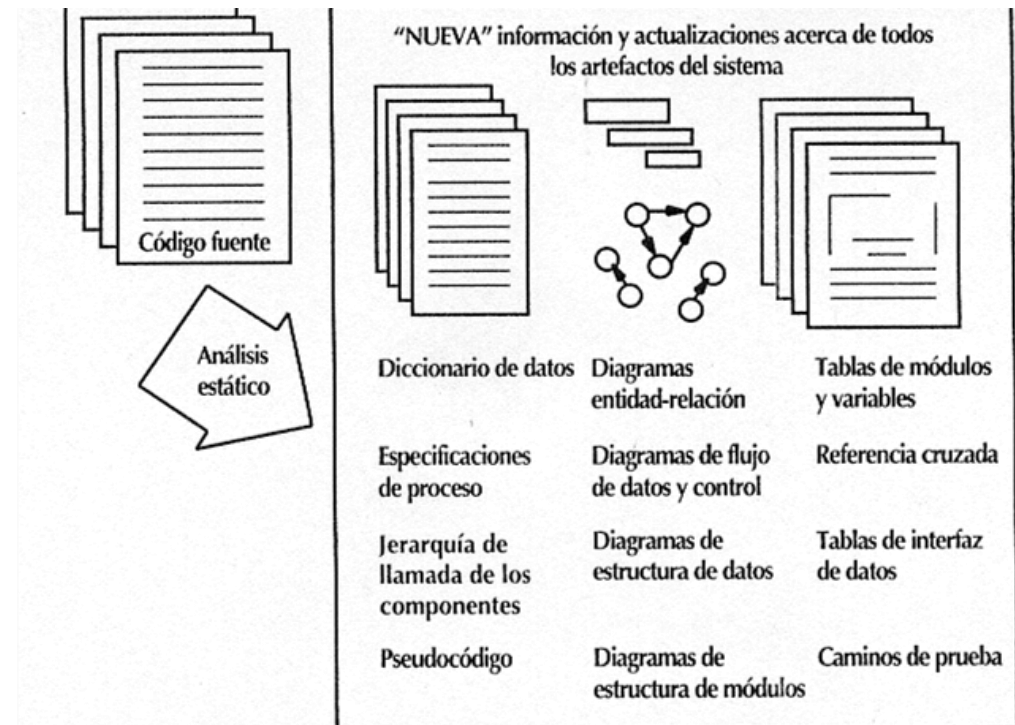 Código fuente
Análisis
estático
“NUEVA” información y actualizaciones acerca de todos
los artefactos del sistema
Diccionario de datos
Diagramas
entidad-relación
Tablas de módulos
y variables
Especificaciones
de proceso
Diagramas de flujo
de datos y control
Referencia cruzada
Jerarquía de
llamada de los
componentes
Diagramas de
estructura de datos
Tablas de interfaz
de datos
Pseudocódigo
Diagramas de
estructura de módulos
Caminos de prueba